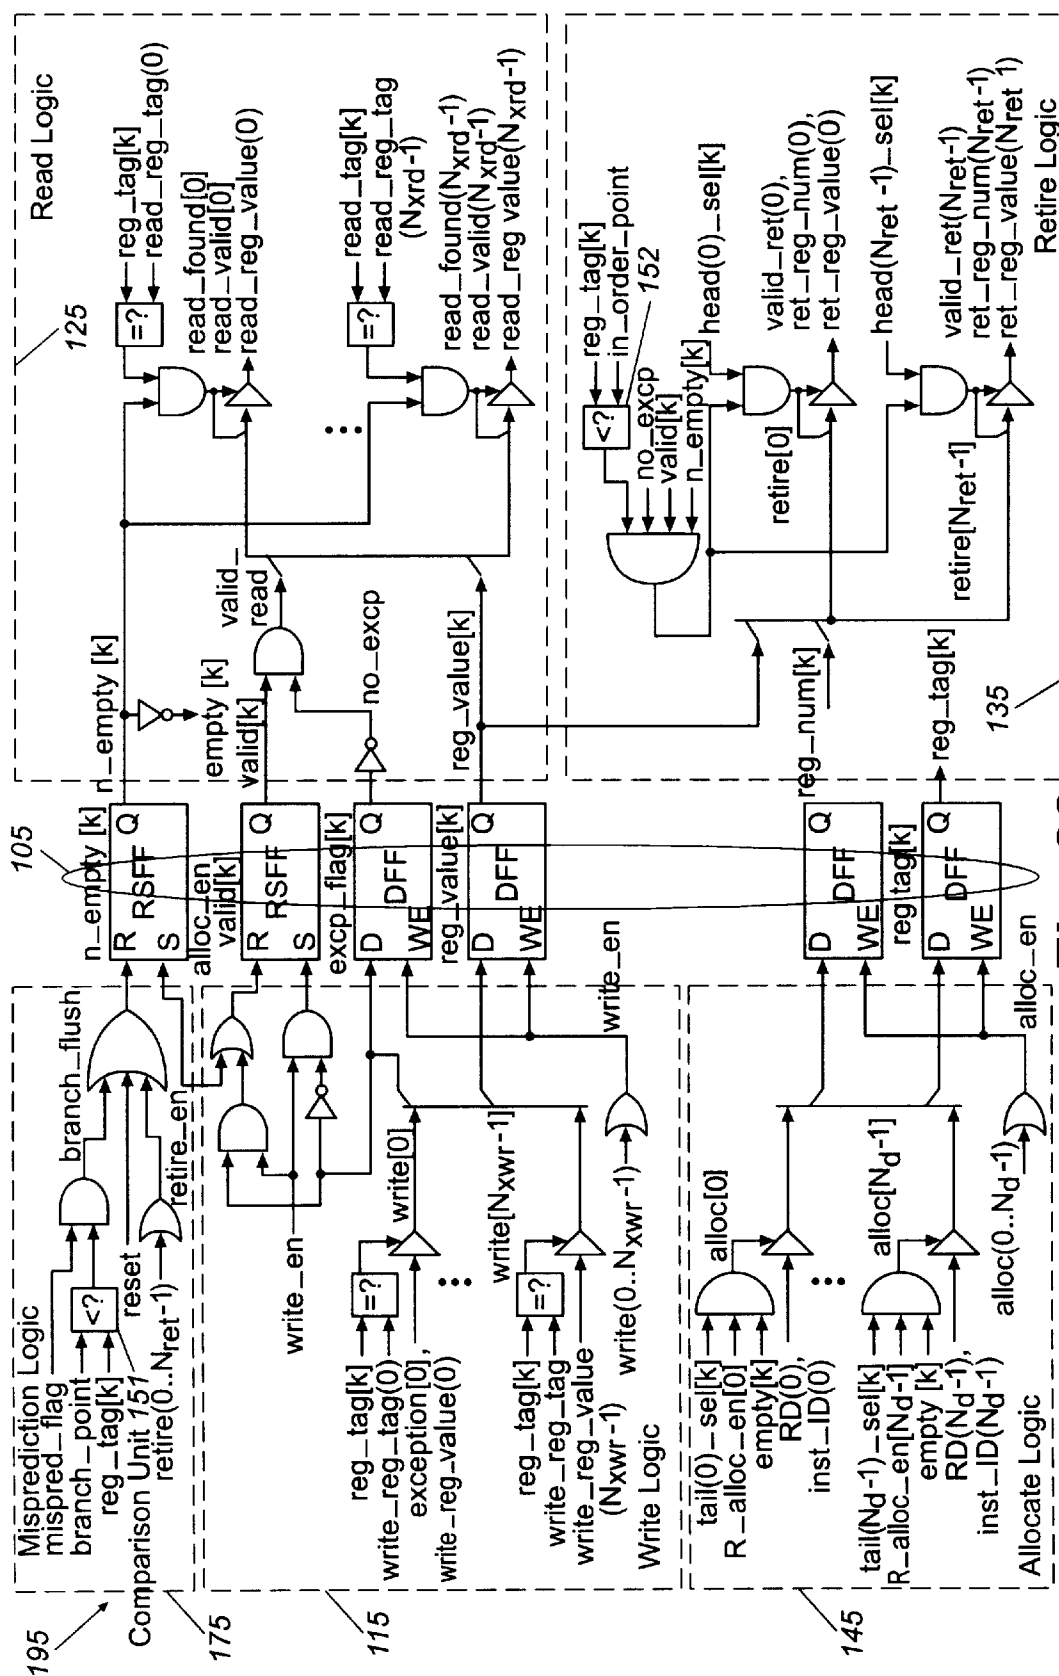 195
Misprediction Logic
mispred_flag
branch_point
reg_tag[k]
Comparison Unit 151
<?
reset
retire(0..Nret-1)
175
branch_flush
retire_en
n_empty [k]
R
RSFF
Q
S
105
n_empty [k]
empty [k]
alloc_en
valid[k]
R
RSFF
Q
S
valid[k]
valid_
read
excp_flag[k]
D
DFF
Q
WE
no_excp
reg_value[k]
D
DFF
Q
WE
reg_value[k]
write_en
write_en
115
reg_tag[k]
write_reg_tag(0)
=?
exception[0],
write_reg_value(0)
write[0]
reg_tag[k]
write_reg_tag
=?
write_reg_value
(Nxwr-1)
write[Nxwr-1]
write(0..Nxwr-1)
Write Logic
145
tail(0)_sel[k]
R_alloc_en[0]
empty[k]
RD(0),
inst_ID(0)
alloc[0]
tail(Nd-1)_sel[k]
R_alloc_en[Nd-1]
empty [k]
RD(Nd-1),
inst_ID(Nd-1)
alloc[Nd-1]
alloc(0..Nd-1)
Allocate Logic
alloc_en
D
DFF
Q
WE
reg_num[k]
reg_tag[k]
D
DFF
Q
WE
reg_tag[k]
135
125
Read Logic
reg_tag[k]
read_reg_tag(0)
=?
read_found[0]
read_valid[0]
read_reg_value(0)
read_tag[k]
read_reg_tag
(Nxrd-1)
=?
read_found(Nxrd-1)
read_valid(Nxrd-1)
read_reg value(Nxrd-1)
reg_tag[k]
in_order_point
<?
152
no_excp
valid[k]
n_empty[k]
head(0)_sel[k]
retire[0]
valid_ret(0),
ret_reg_num(0),
ret_reg_value(0)
head(Nret -1)_sel[k]
retire[Nret-1]
valid_ret(Nret-1)
ret_reg_num(Nret-1)
ret_reg_value(Nret 1)
Retire Logic